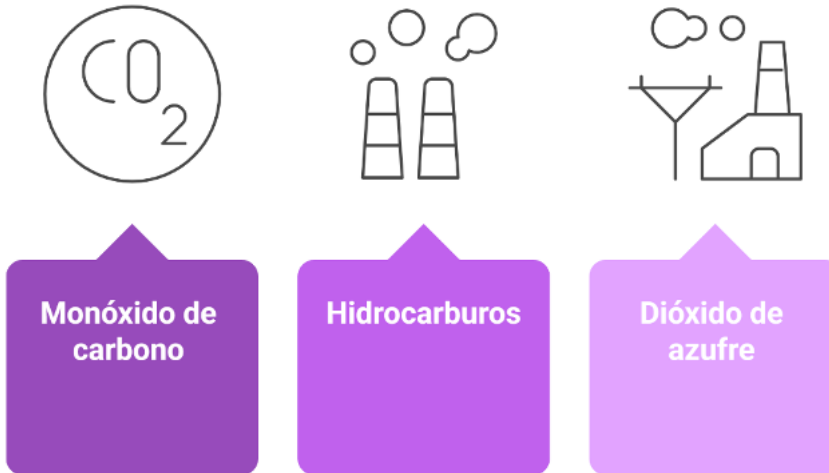 CO2
Monóxido de
carbono
Hidrocarburos
Dióxido de
azufre